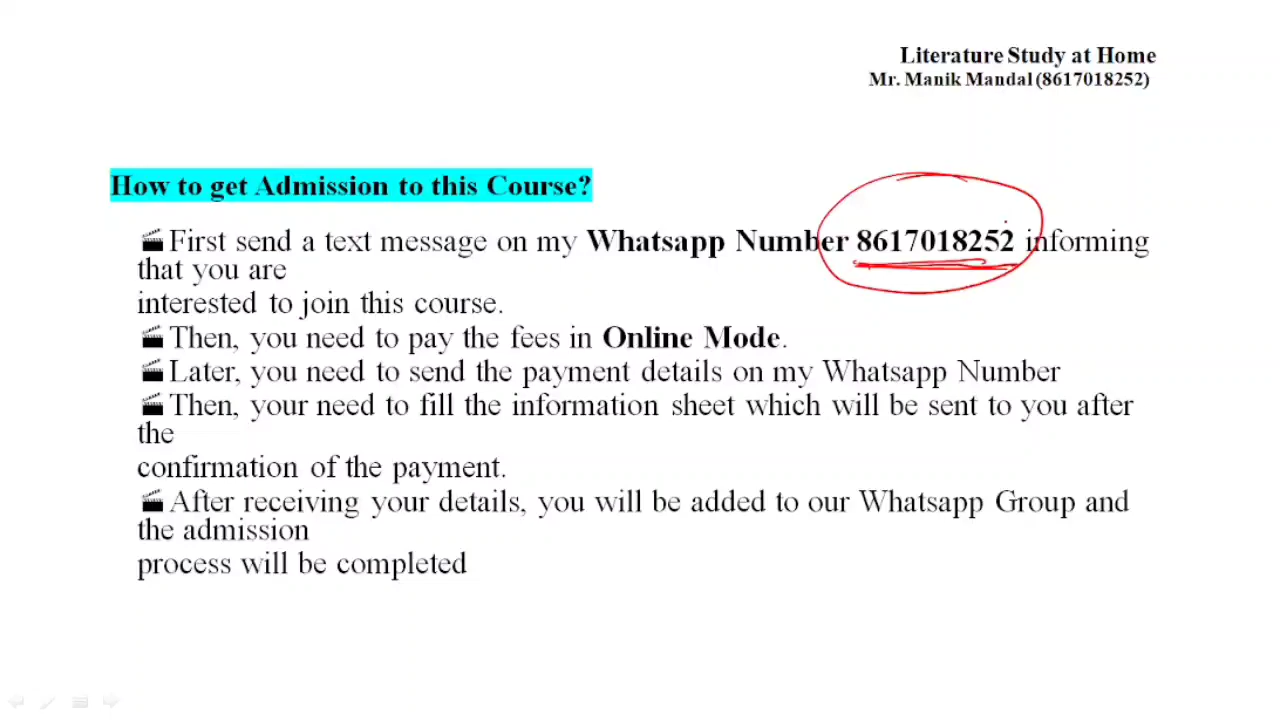 Literature Study at Home
Mr. Manik Mandal (8617018252)
How to get Admission to this Course?
First send a text message on my Whatsapp Number 8617018252 informing
that you are
interested to join this course.
Then, you need to pay the fees in Online Mode.
Later, you need to send the payment details on my Whatsapp Number
Then, your need to fill the information sheet which will be sent to you after
the
confirmation of the payment.
After receiving your details, you will be added to our Whatsapp Group and
the admission
process will be completed